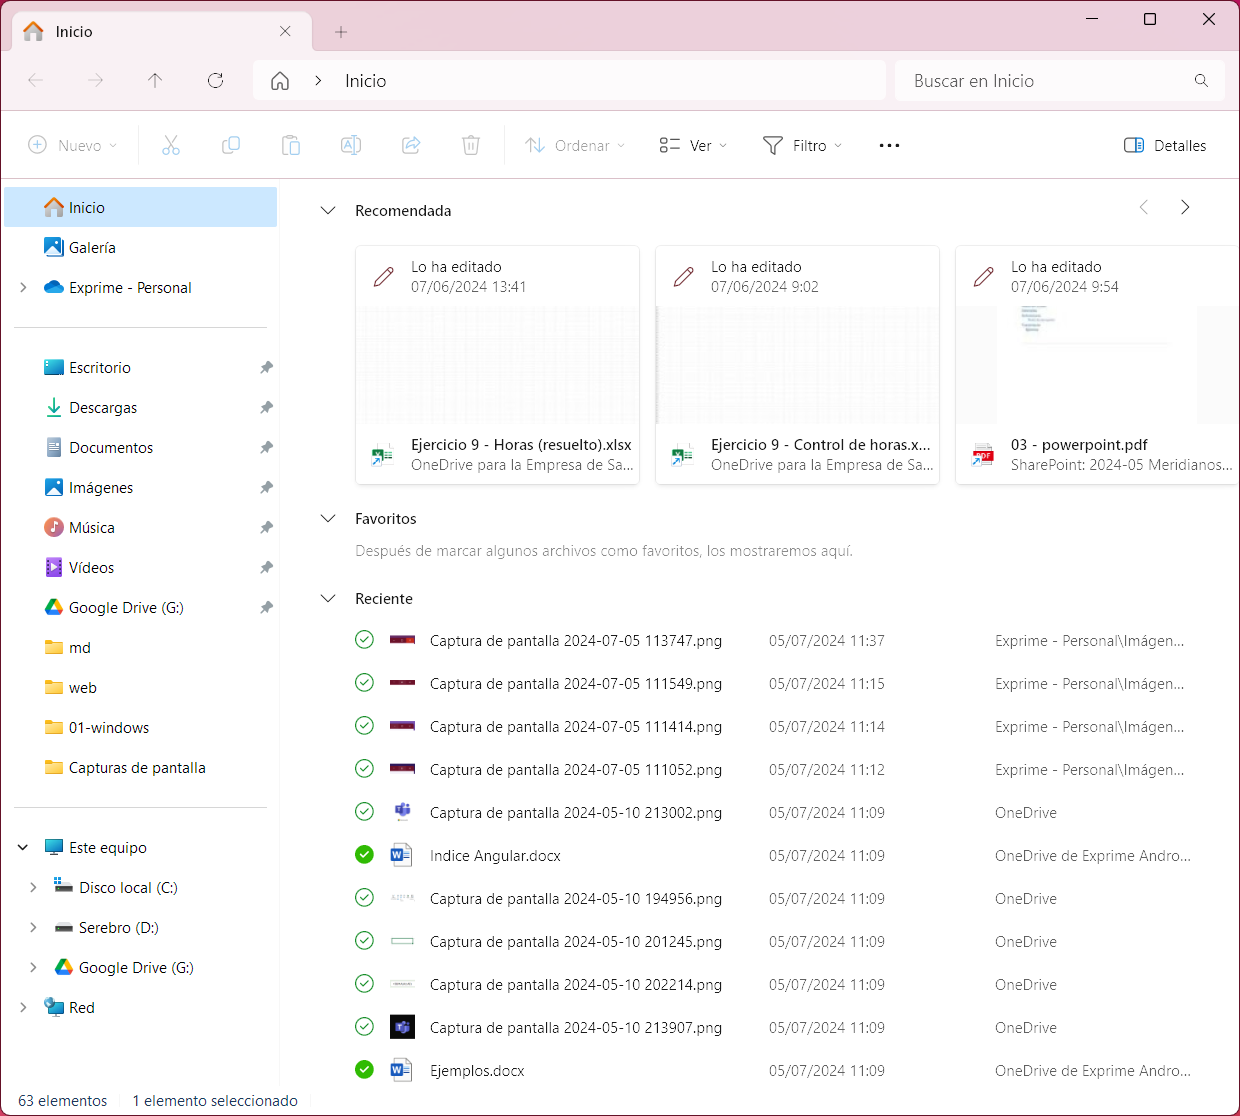 Inicio
Inicio
Buscar en Inicio
Nuevo
Ordenar
Ver
Filtro
Detalles
Inicio
Galería
Exprime - Personal
Escritorio
Descargas
Documentos
Imágenes
Música
Vídeos
Google Drive (G:)
md
web
01-windows
Capturas de pantalla
Este equipo
Disco local (C:)
Serebro (D:)
Google Drive (G:)
Red
Recomendada
Lo ha editado
07/06/2024 13:41
Ejercicio 9 - Horas (resuelto).xlsx
OneDrive para la Empresa de Sa...
Lo ha editado
07/06/2024 9:02
Ejercicio 9 - Control de horas.x...
OneDrive para la Empresa de Sa...
Lo ha editado
07/06/2024 9:54
PDF
03 - powerpoint.pdf
SharePoint: 2024-05 Meridianos...
Favoritos
Después de marcar algunos archivos como favoritos, los mostraremos aquí.
Reciente
Captura de pantalla 2024-07-05 113747.png 05/07/2024 11:37 Exprime - Personal\Imágen...
Captura de pantalla 2024-07-05 111549.png 05/07/2024 11:15 Exprime - Personal\Imágen...
Captura de pantalla 2024-07-05 111414.png 05/07/2024 11:14 Exprime - Personal\Imágen...
Captura de pantalla 2024-07-05 111052.png 05/07/2024 11:12 Exprime - Personal\Imágen...
Captura de pantalla 2024-05-10 213002.png 05/07/2024 11:09 OneDrive
Indice Angular.docx 05/07/2024 11:09 OneDrive de Exprime Andro...
Captura de pantalla 2024-05-10 194956.png 05/07/2024 11:09 OneDrive
Captura de pantalla 2024-05-10 201245.png 05/07/2024 11:09 OneDrive
Captura de pantalla 2024-05-10 202214.png 05/07/2024 11:09 OneDrive
Captura de pantalla 2024-05-10 213907.png 05/07/2024 11:09 OneDrive
Ejemplos.docx 05/07/2024 11:09 OneDrive de Exprime Andro...
63 elementos 1 elemento seleccionado